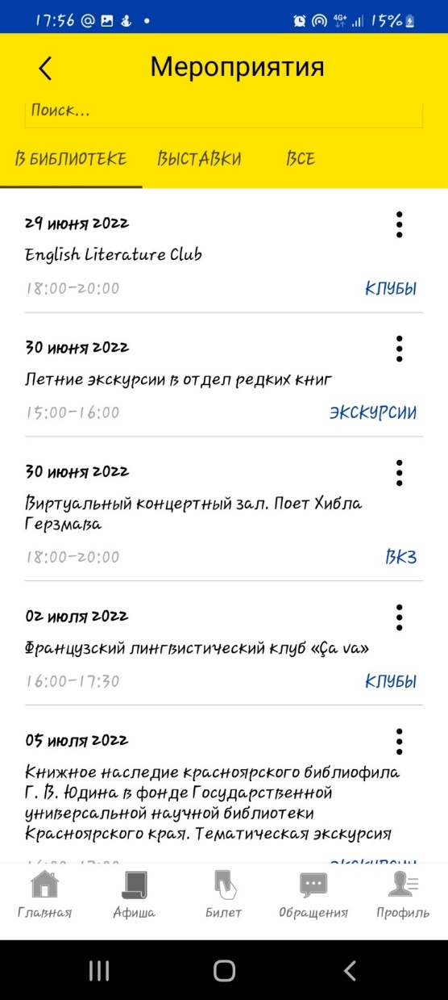 17:56 @ 4G+ 15%
Мероприятия
Поиск...
В БИБЛИОТЕКЕ ВЫСТАВКИ ВСЕ
29 июня 2022
English Literature Club
18:00-20:00 КЛУБЫ
30 июня 2022
Летние экскурсии в отдел редких книг
15:00-16:00 ЭКСКУРСИИ
30 июня 2022
Виртуальный концертный зал. Поет Хибла
Герзмава
18:00-20:00 ВКЗ
02 июля 2022
Французский лингвистический клуб «Ça va»
16:00-17:30 КЛУБЫ
05 июля 2022
Книжное наследие красноярского библиофила
Г. В. Юдина в фонде Государственной
универсальной научной библиотеки
Красноярского края. Тематическая экскурсия
ЭКСКУРСИИ
Главная Афиша Билет Обращения Профиль